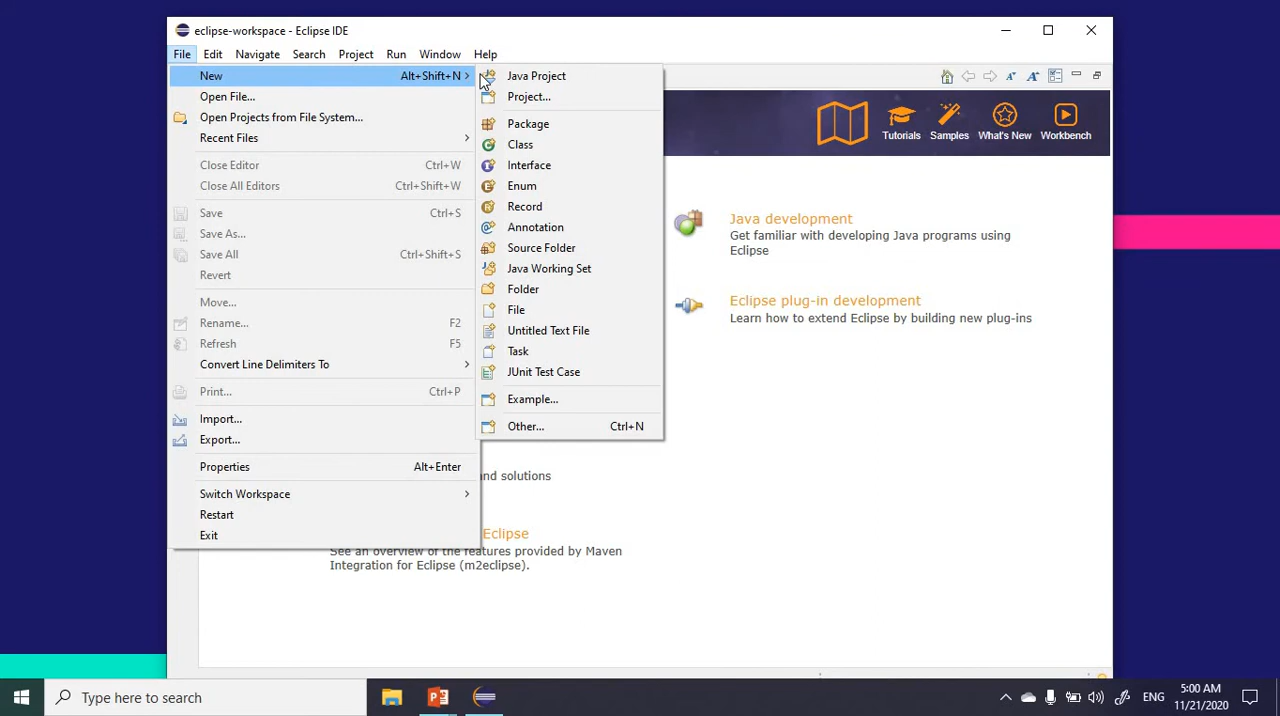 eclipse-workspace - Eclipse IDE
File Edit Navigate Search Project Run Window Help
New Alt+Shift+N
Open File...
Open Projects from File System...
Recent Files
Close Editor Ctrl+W
Close All Editors Ctrl+Shift+W
Save Ctrl+S
Save As...
Save All Ctrl+Shift+S
Revert
Move...
Rename... F2
Refresh F5
Convert Line Delimiters To
Print... Ctrl+P
Import...
Export...
Properties Alt+Enter
Switch Workspace
Restart
Exit
Java Project
Project...
Package
Class
Interface
Enum
Record
Annotation
Source Folder
Java Working Set
Folder
File
Untitled Text File
Task
JUnit Test Case
Example...
Other... Ctrl+N
Tutorials Samples What's New Workbench
Java development
Get familiar with developing Java programs using
Eclipse
Eclipse plug-in development
Learn how to extend Eclipse by building new plug-ins
and solutions
Eclipse
See an overview of the features provided by Maven
Integration for Eclipse (m2eclipse).
Type here to search
ENG
5:00 AM
11/21/2020